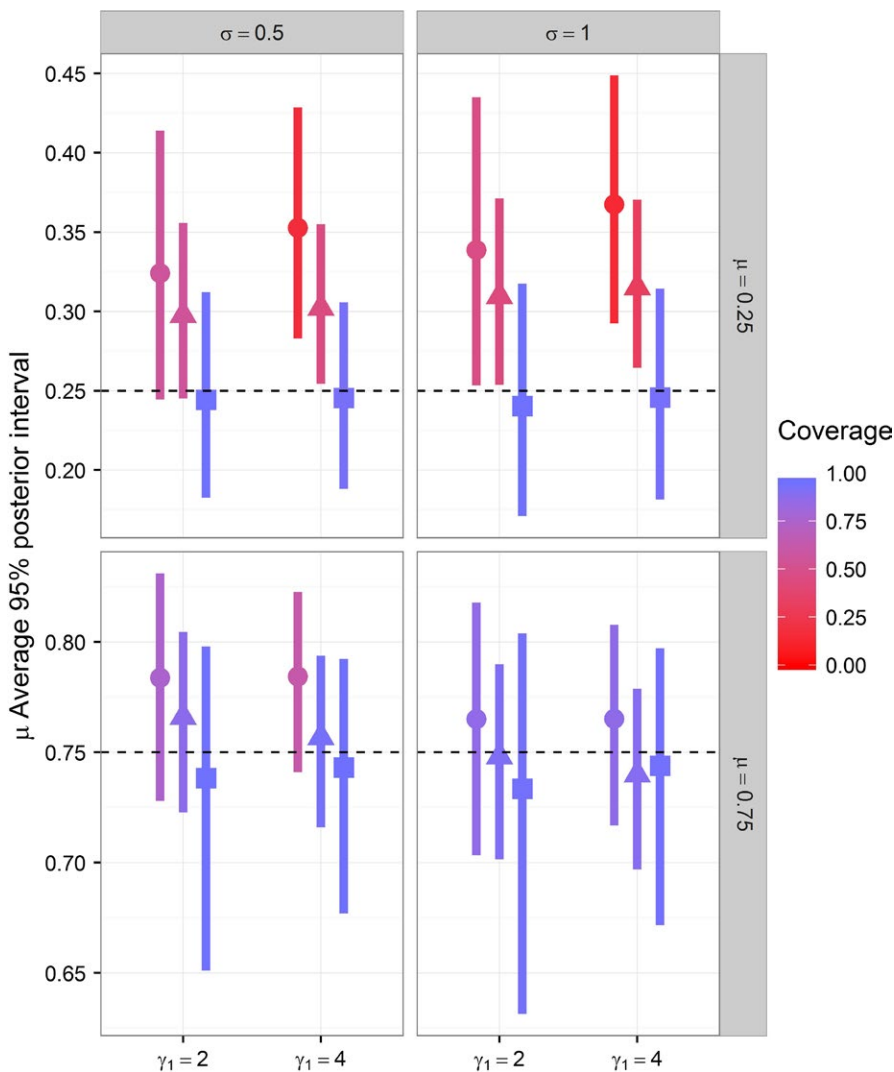 σ = 0.5
σ = 1
μ Average 95% posterior interval
0.45
0.40
0.35
0.30
0.25
0.20
μ = 0.25
0.80
0.75
0.70
0.65
μ = 0.75
γ1 = 2
γ1 = 4
γ1 = 2
γ1 = 4
Coverage
1.00
0.75
0.50
0.25
0.00